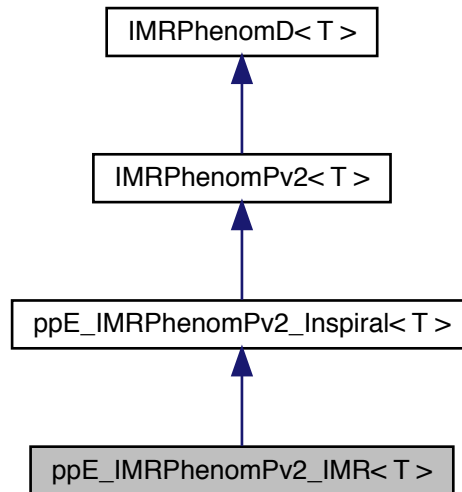 IMRPhenomD< T >
IMRPhenomPv2< T >
ppE_IMRPhenomPv2_Inspiral< T >
ppE_IMRPhenomPv2_IMR< T >